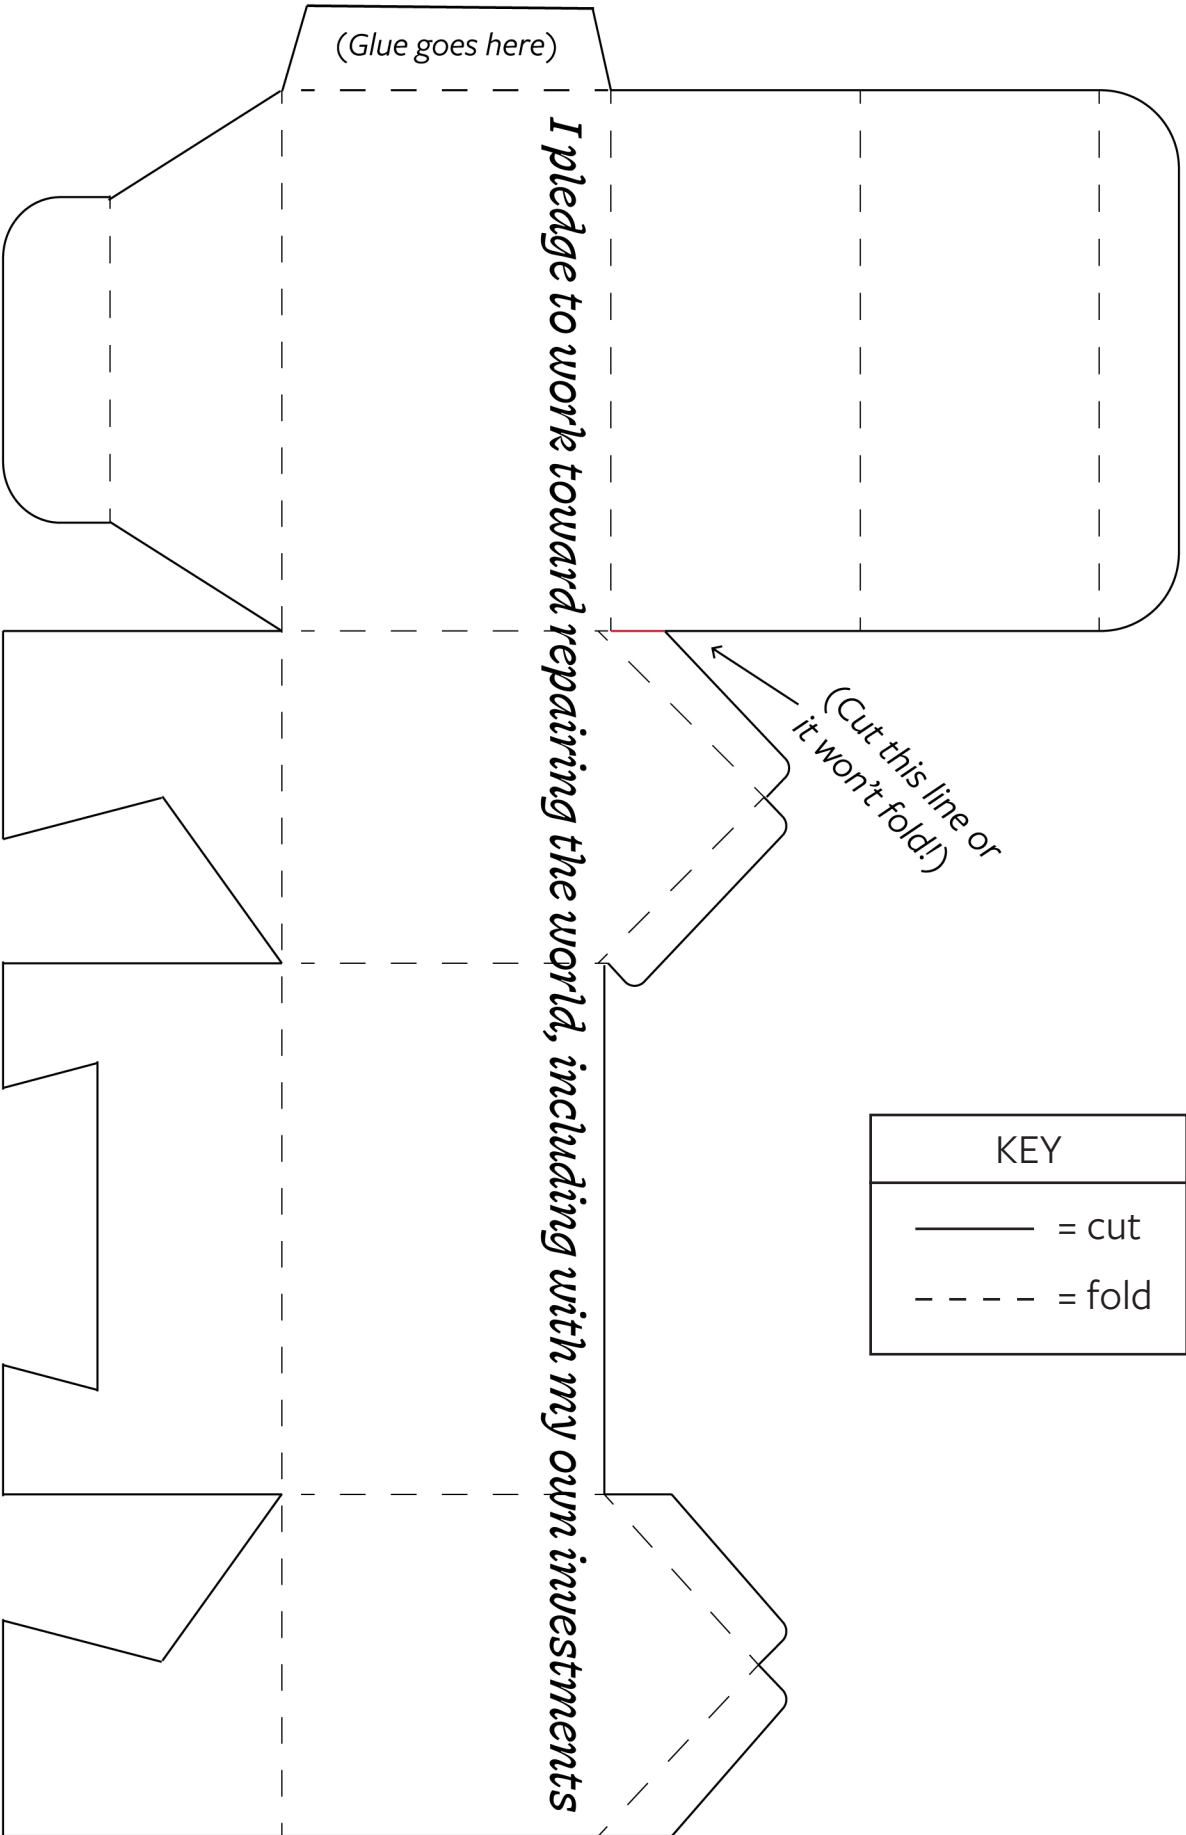 (Glue goes here)
I pledge to work toward repairing the world, including with my own investments
(Cut this line or
it won't fold!)
KEY
= cut
= fold